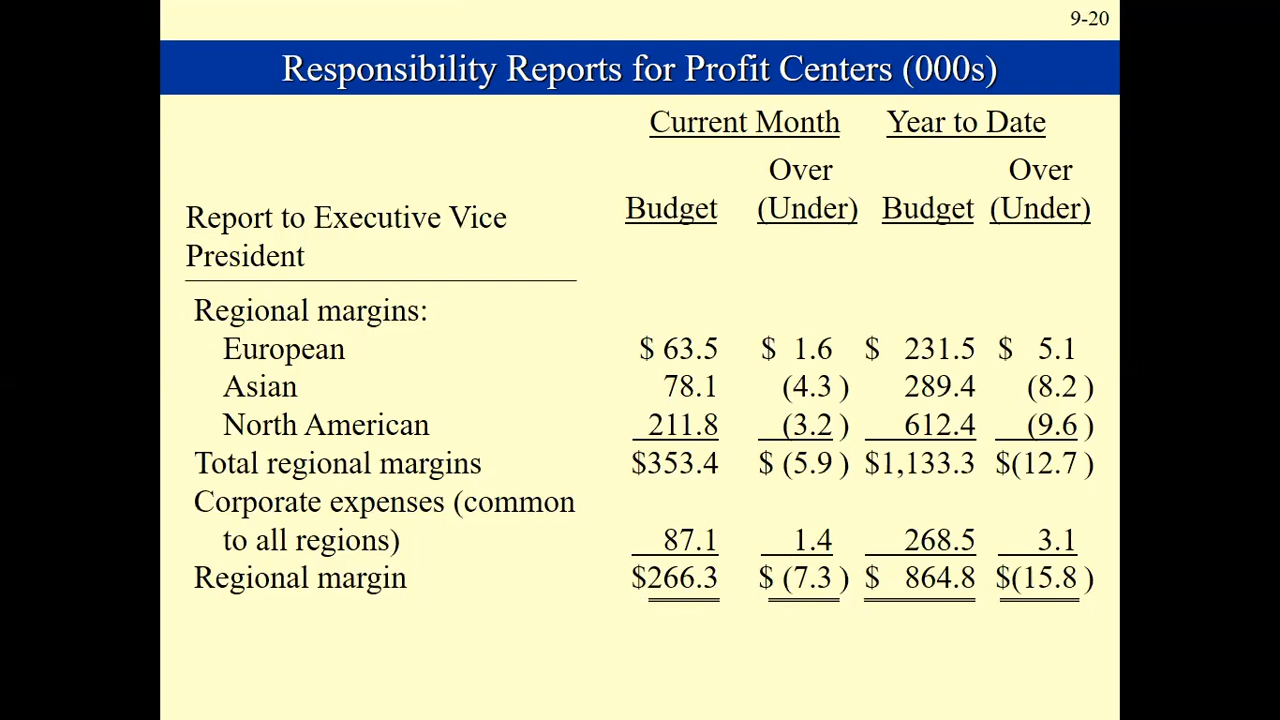 9-20
Responsibility Reports for Profit Centers (000s)
Current Month Year to Date
Over Over
Budget (Under) Budget (Under)
Report to Executive Vice
President
Regional margins:
European $ 63.5 $ 1.6 $ 231.5 $ 5.1
Asian 78.1 (4.3 ) 289.4 (8.2 )
North American 211.8 (3.2 ) 612.4 (9.6 )
Total regional margins $353.4 $ (5.9 ) $1,133.3 $(12.7 )
Corporate expenses (common
to all regions) 87.1 1.4 268.5 3.1
Regional margin $266.3 $ (7.3 ) $ 864.8 $(15.8 )